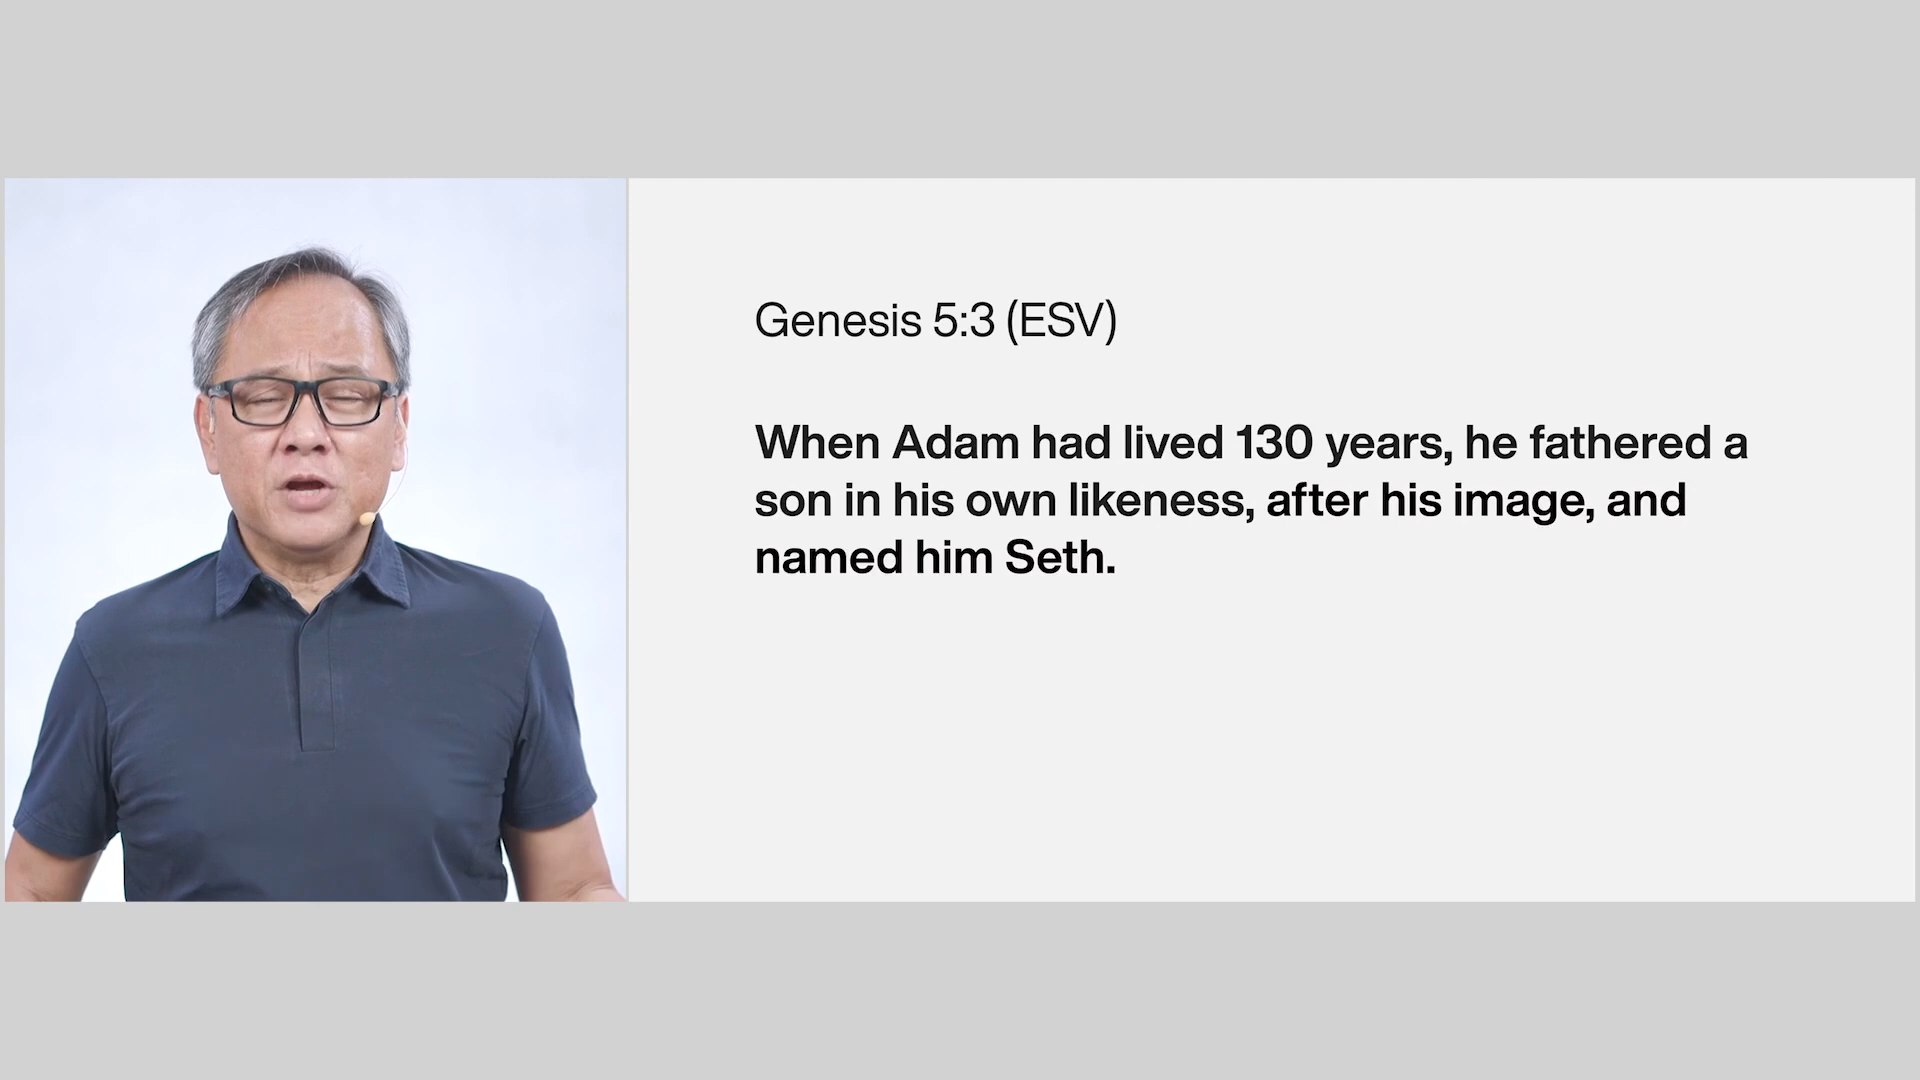 Genesis 5:3 (ESV)
When Adam had lived 130 years, he fathered a
son in his own likeness, after his image, and
named him Seth.